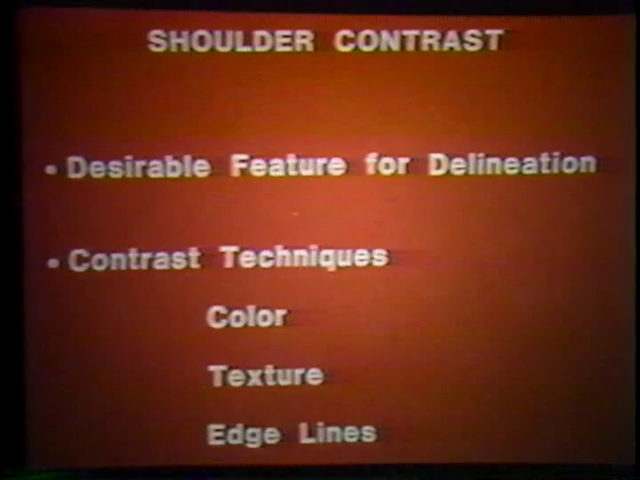 SHOULDER CONTRAST
• Desirable Feature for Delineation
• Contrast Techniques
Color
Texture
Edge Lines